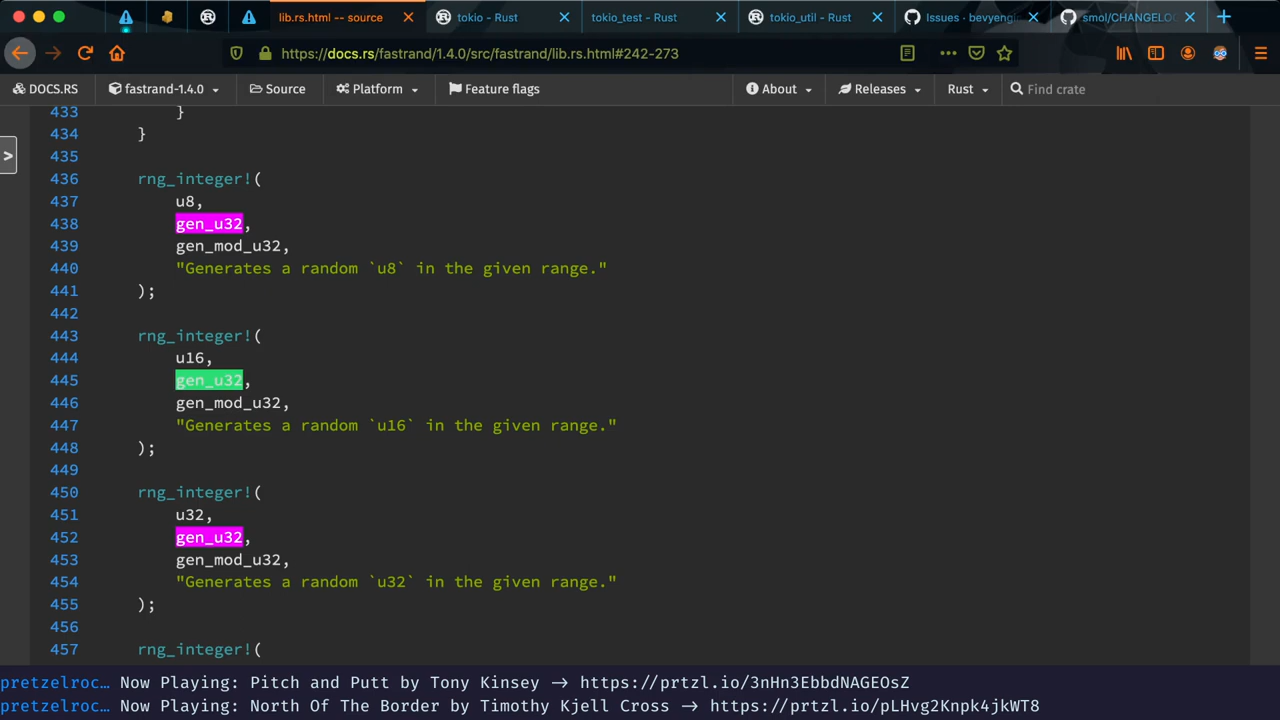 lib.rs.html -- source
tokio - Rust
tokio_test - Rust
tokio_util - Rust
Issues · bevyengi
smol/CHANGELO
https://docs.rs/fastrand/1.4.0/src/fastrand/lib.rs.html#242-273
DOCS.RS fastrand-1.4.0 Source Platform Feature flags About Releases Rust Find crate
433 }
434 }
435
436 rng_integer!(
437 u8,
438 gen_u32,
439 gen_mod_u32,
440 "Generates a random `u8` in the given range."
441 );
442
443 rng_integer!(
444 u16,
445 gen_u32,
446 gen_mod_u32,
447 "Generates a random `u16` in the given range."
448 );
449
450 rng_integer!(
451 u32,
452 gen_u32,
453 gen_mod_u32,
454 "Generates a random `u32` in the given range."
455 );
456
457 rng_integer!(
pretzelroc… Now Playing: Pitch and Putt by Tony Kinsey -> https://prtzl.io/3nHn3EbbdNAGEOsZ
pretzelroc… Now Playing: North Of The Border by Timothy Kjell Cross -> https://prtzl.io/pLHvg2Knpk4jkWT8